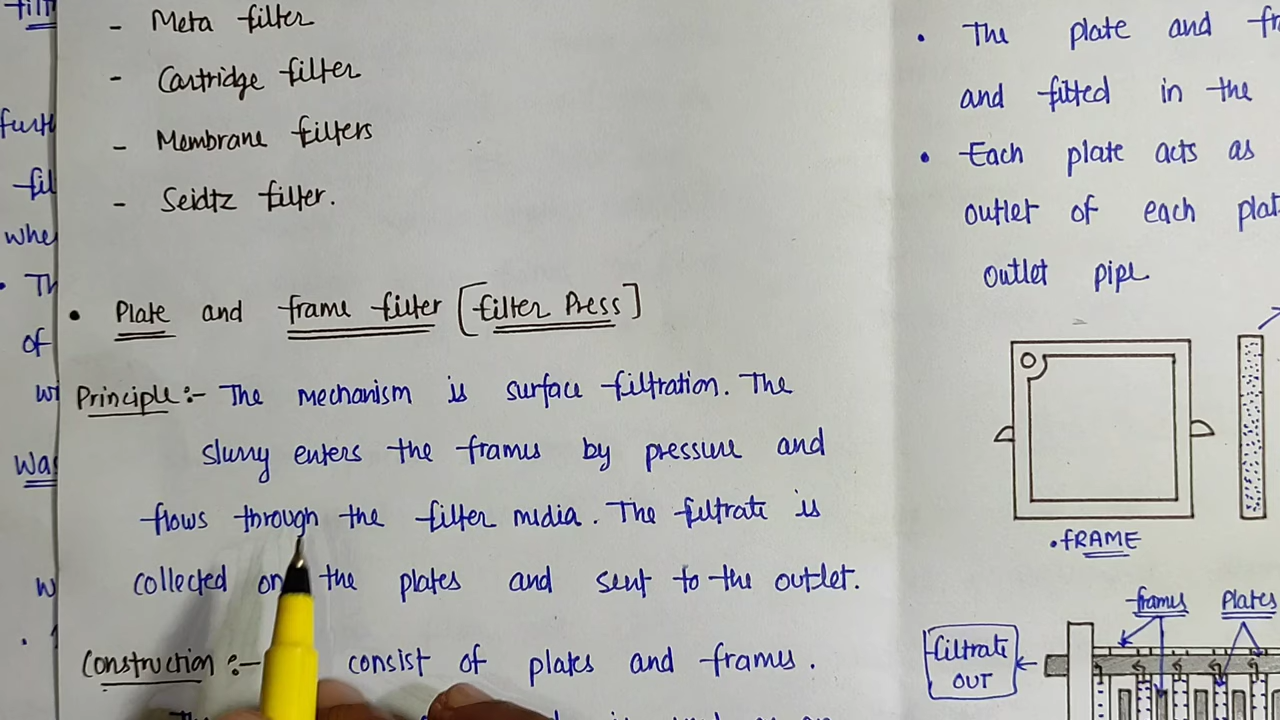 - Meta filter
- Cartridge filter
- Membrane filters
- Seidtz filter.
• Plate and frame filter [filter Press]
Principle :- The mechanism is surface filtration. The
slurry enters the frames by pressure and
flows through the filter media. The filtrate is
collected on the plates and sent to the outlet.
Construction :- consist of plates and frames.
• The plate and
and fitted in the
• Each plate acts as
outlet of each
outlet pipe
• FRAME
frames
Plates
filtrate
OUT